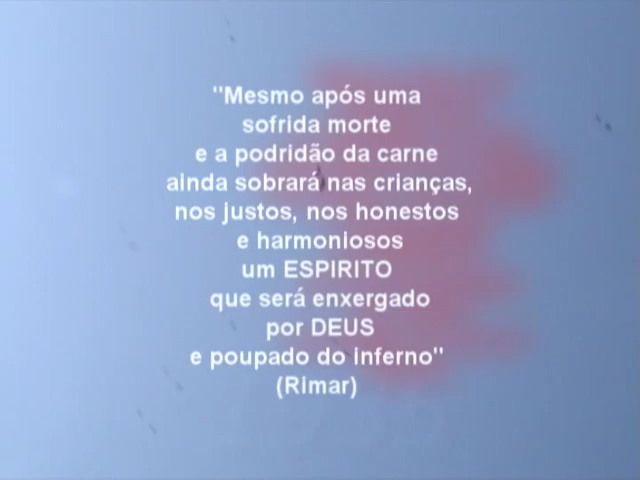 "Mesmo após uma
sofrida morte
e a podridão da carne
ainda sobrará nas crianças,
nos justos, nos honestos
e harmoniosos
um ESPIRITO
que será enxergado
por DEUS
e poupado do inferno"
(Rimar)